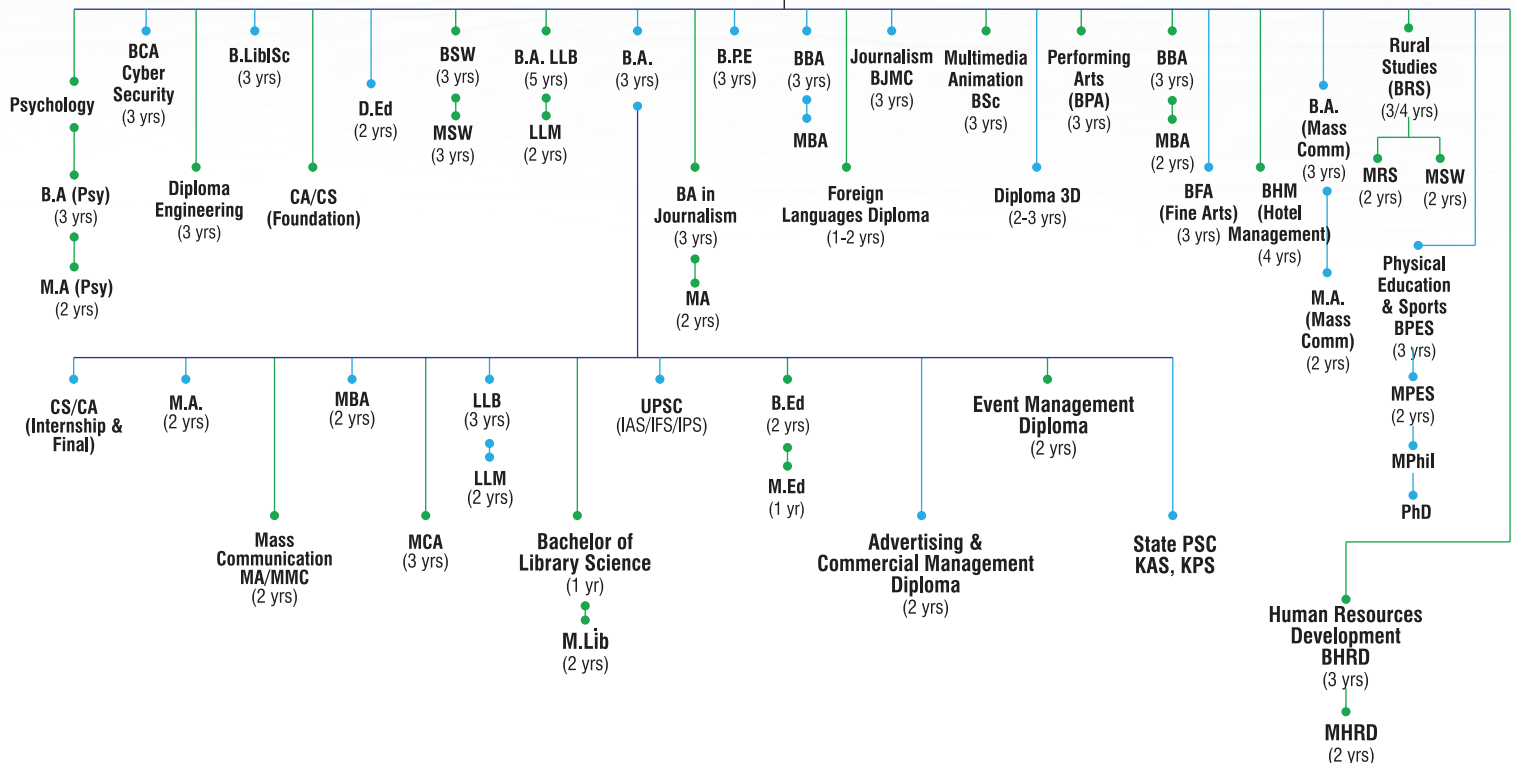 Psychology
B.A (Psy)
(3 yrs)
M.A (Psy)
(2 yrs)
BCA
Cyber
Security
(3 yrs)
Diploma
Engineering
(3 yrs)
B.LibISc
(3 yrs)
CA/CS
(Foundation)
D.Ed
(2 yrs)
BSW
(3 yrs)
MSW
(3 yrs)
B.A. LLB
(5 yrs)
LLM
(2 yrs)
B.A.
(3 yrs)
BA in
Journalism
(3 yrs)
MA
(2 yrs)
B.P.E
(3 yrs)
BBA
(3 yrs)
MBA
Foreign
Languages Diploma
(1-2 yrs)
Journalism
BJMC
(3 yrs)
Multimedia
Animation
BSc
(3 yrs)
Diploma 3D
(2-3 yrs)
Performing
Arts
(BPA)
(3 yrs)
BBA
(3 yrs)
MBA
(2 yrs)
BFA
(Fine Arts)
(3 yrs)
BHM
(Hotel
Management)
(4 yrs)
B.A.
(Mass
Comm)
(3 yrs)
M.A.
(Mass
Comm)
(2 yrs)
Rural
Studies
(BRS)
(3/4 yrs)
MRS
(2 yrs)
MSW
(2 yrs)
Physical
Education
& Sports
BPES
(3 yrs)
MPES
(2 yrs)
MPhil
PhD
CS/CA
(Internship &
Final)
M.A.
(2 yrs)
Mass
Communication
MA/MMC
(2 yrs)
MBA
(2 yrs)
MCA
(3 yrs)
LLB
(3 yrs)
LLM
(2 yrs)
Bachelor of
Library Science
(1 yr)
M.Lib
(2 yrs)
UPSC
(IAS/IFS/IPS)
B.Ed
(2 yrs)
M.Ed
(1 yr)
Advertising &
Commercial Management
Diploma
(2 yrs)
Event Management
Diploma
(2 yrs)
State PSC
KAS, KPS
Human Resources
Development
BHRD
(3 yrs)
MHRD
(2 yrs)